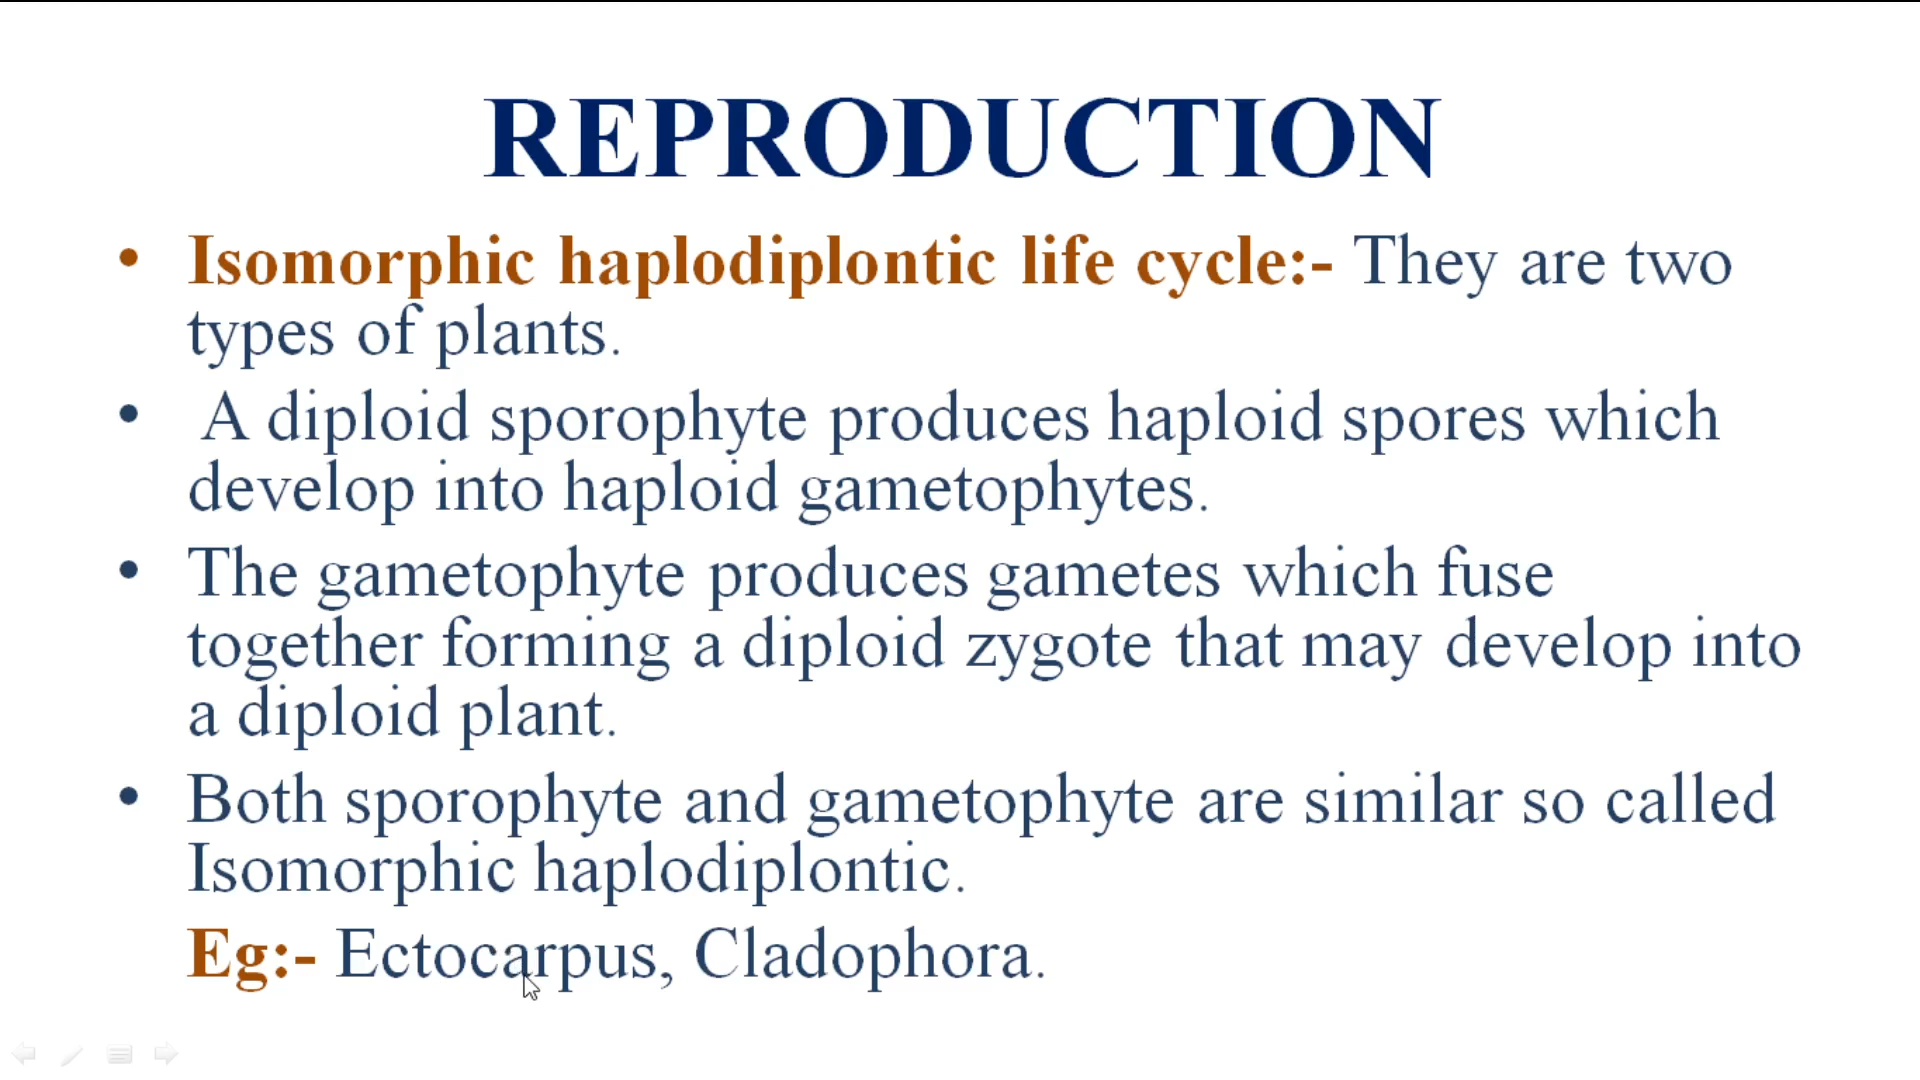 REPRODUCTION
• Isomorphic haplodiplontic life cycle:- They are two
types of plants.
• A diploid sporophyte produces haploid spores which
develop into haploid gametophytes.
• The gametophyte produces gametes which fuse
together forming a diploid zygote that may develop into
a diploid plant.
• Both sporophyte and gametophyte are similar so called
Isomorphic haplodiplontic.
Eg:- Ectocarpus, Cladophora.